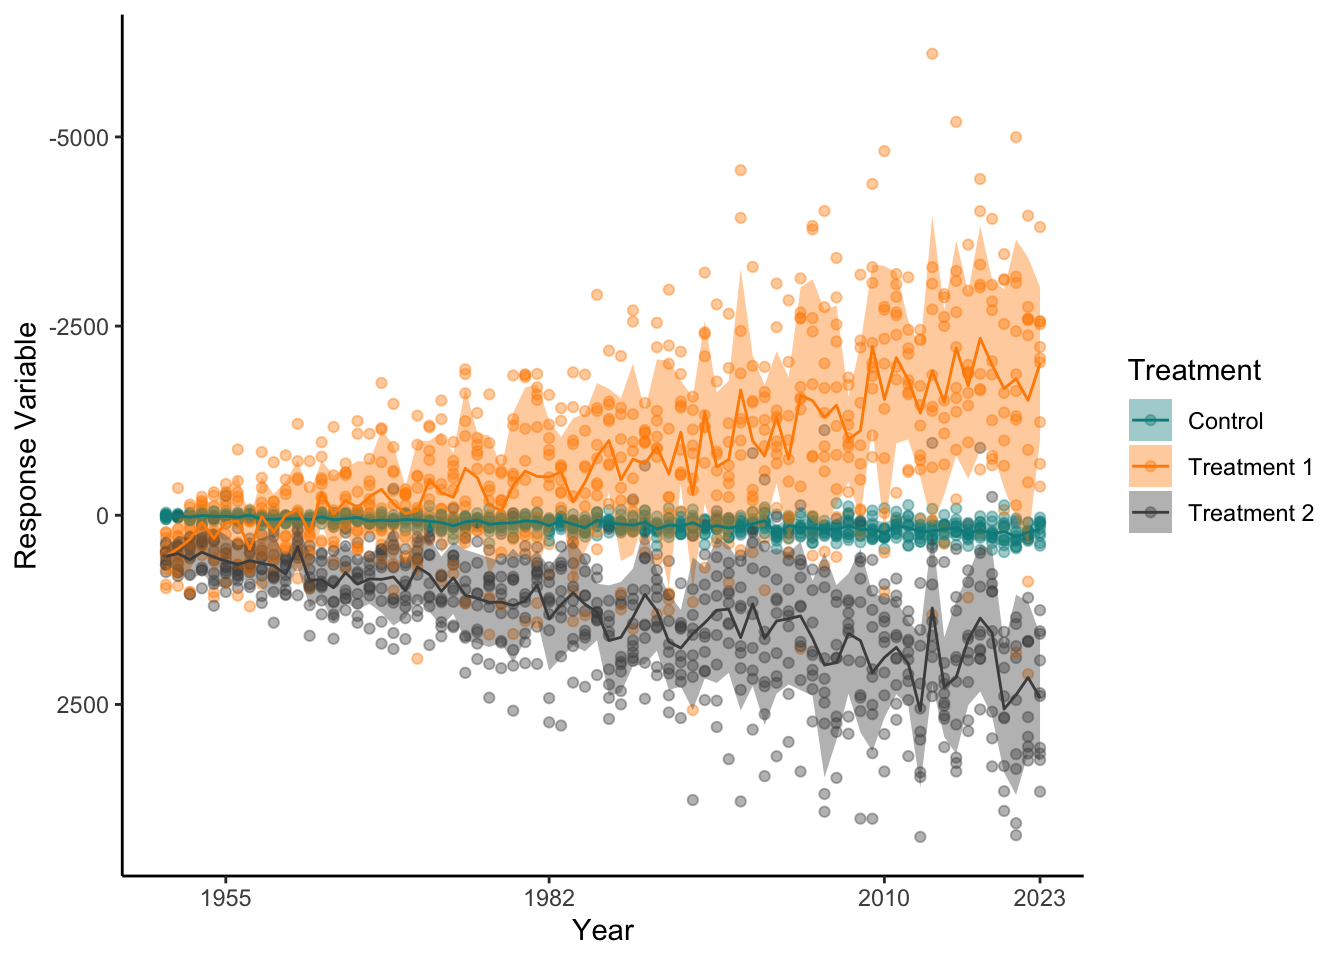 Response Variable
-5000
-2500
0
2500
1955
1982
2010
2023
Year
Treatment
Control
Treatment 1
Treatment 2